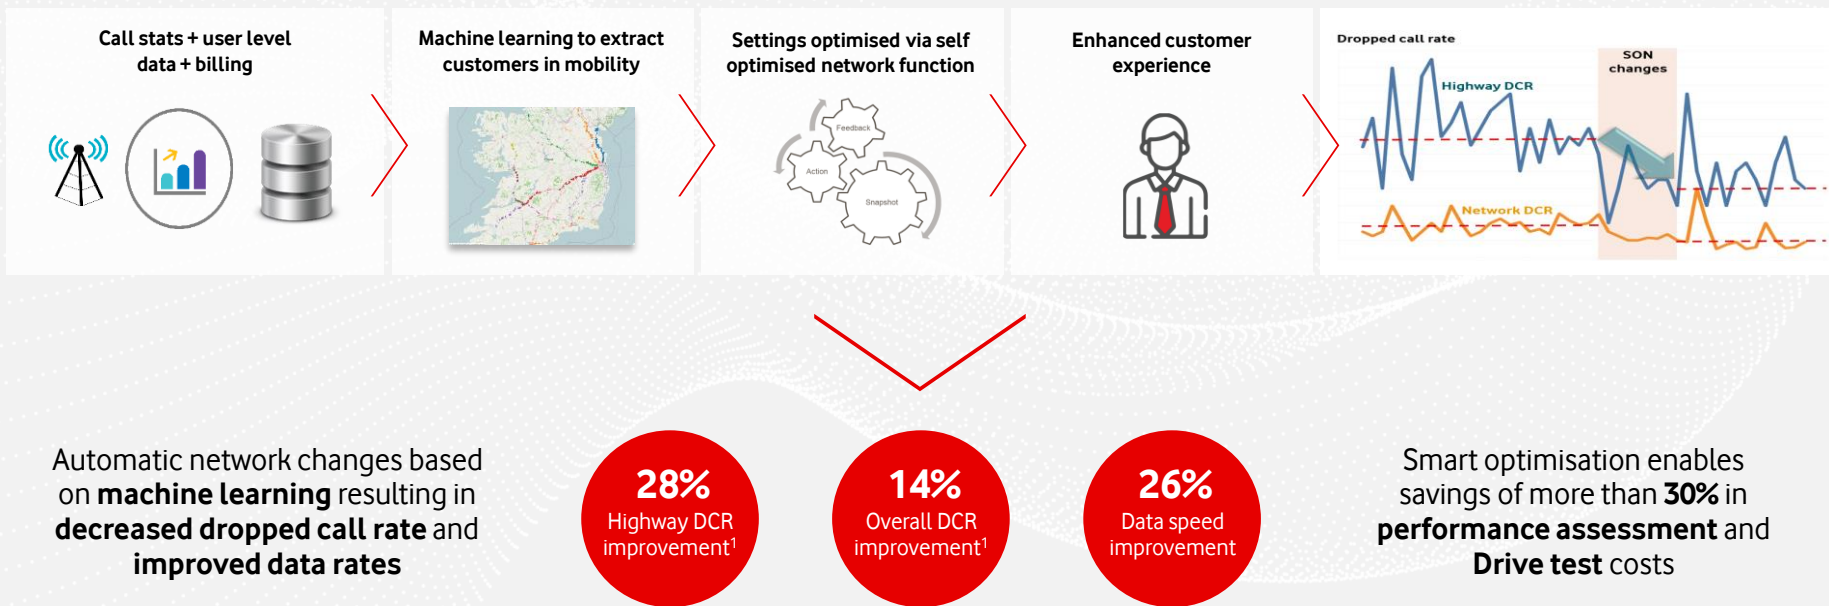 Call stats + user level
data + billing
Machine learning to extract
customers in mobility
Settings optimised via self
optimised network function
Feedback
Action
Snapshot
Enhanced customer
experience
Dropped call rate
SON
changes
Highway DCR
Network DCR
Automatic network changes based
on machine learning resulting in
decreased dropped call rate and
improved data rates
28%
Highway DCR
improvement¹
14%
Overall DCR
improvement¹
26%
Data speed
improvement
Smart optimisation enables
savings of more than 30% in
performance assessment and
Drive test costs